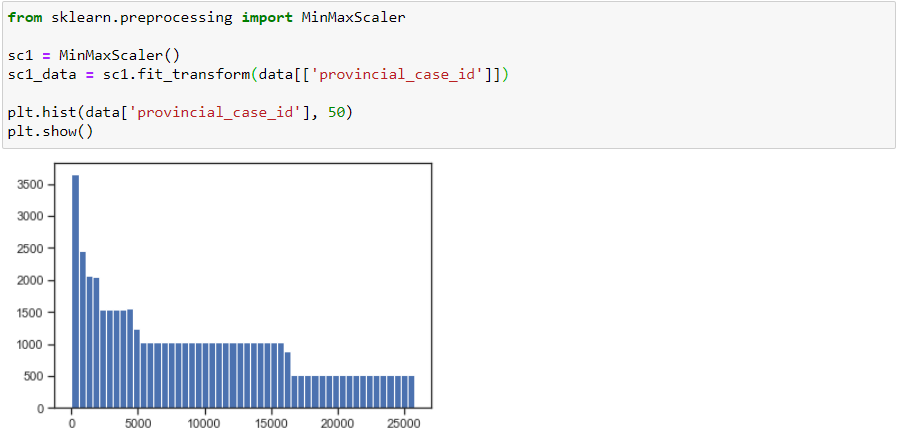 from sklearn.preprocessing import MinMaxScaler
sc1 = MinMaxScaler()
sc1_data = sc1.fit_transform(data[['provincial_case_id']])
plt.hist(data['provincial_case_id'], 50)
plt.show()
3500
3000
2500
2000
1500
1000
500
0
0 5000 10000 15000 20000 25000